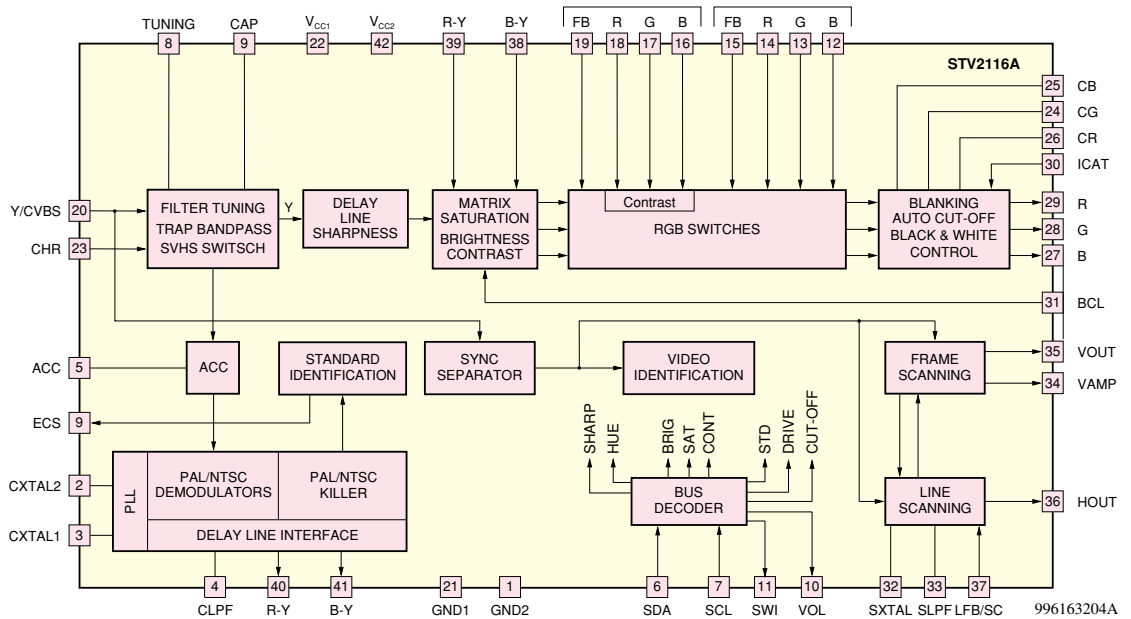 TUNING CAP VCC1 VCC2 R-Y B-Y FB R G B FB R G B
8 9 22 42 39 38 19 18 17 16 15 14 13 12
STV2116A
25 CB
24 CG
26 CR
30 ICAT
Y/CVBS 20
CHR 23
FILTER TUNING
TRAP BANDPASS
SVHS SWITSCH
Y
DELAY
LINE
SHARPNESS
MATRIX
SATURATION
BRIGHTNESS
CONTRAST
Contrast
RGB SWITCHES
BLANKING
AUTO CUT-OFF
BLACK & WHITE
CONTROL
29 R
28 G
27 B
31 BCL
ACC 5
ACC
STANDARD
IDENTIFICATION
SYNC
SEPARATOR
VIDEO
IDENTIFICATION
FRAME
SCANNING
35 VOUT
34 VAMP
ECS 9
SHARP
HUE
BRIG
SAT
CONT
STD
DRIVE
CUT-OFF
CXTAL2 2
CXTAL1 3
PLL
PAL/NTSC
DEMODULATORS
PAL/NTSC
KILLER
DELAY LINE INTERFACE
BUS
DECODER
LINE
SCANNING
36 HOUT
4 40 41 21 1 6 7 11 10 32 33 37
CLPF R-Y B-Y GND1 GND2 SDA SCL SWI VOL SXTAL SLPF LFB/SC
996163204A